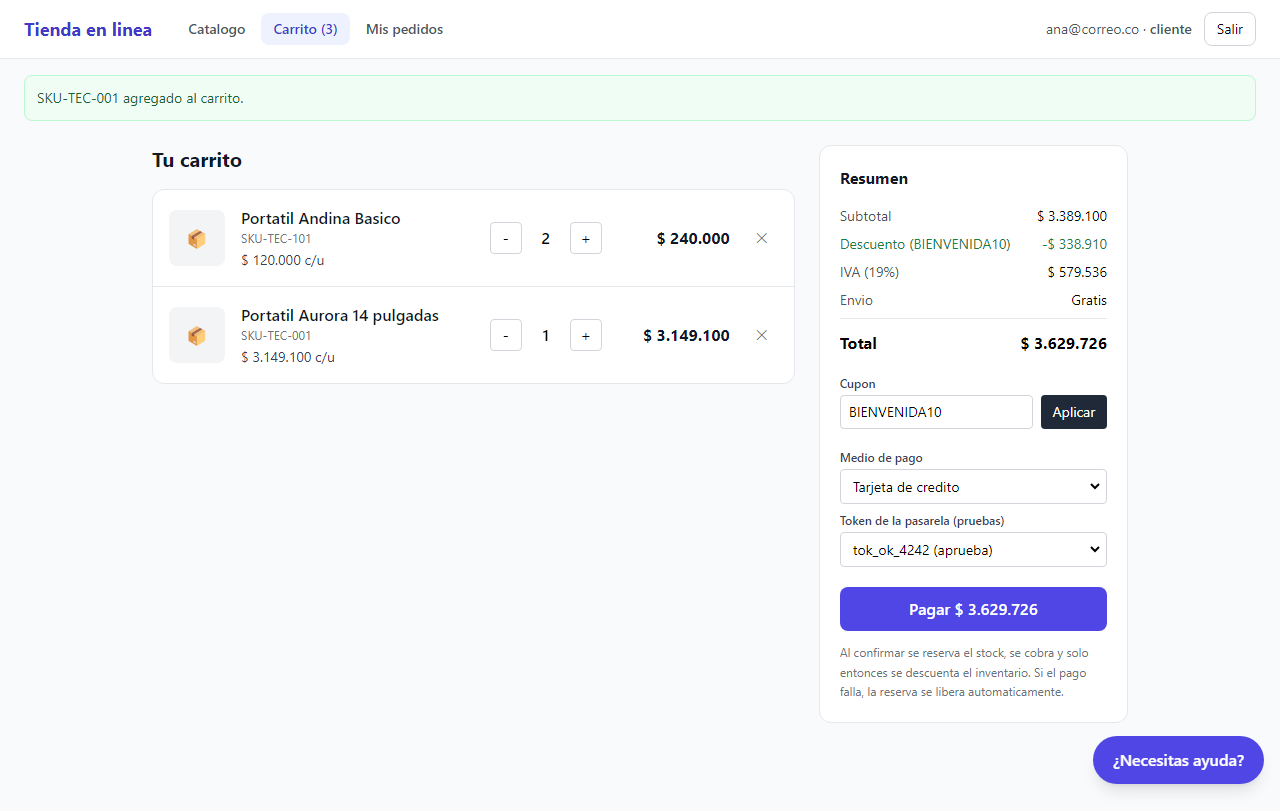 Tienda en linea
Catalogo
Carrito (3)
Mis pedidos
ana@correo.co · cliente
Salir
SKU-TEC-001 agregado al carrito.
Tu carrito
Portatil Andina Basico
SKU-TEC-101
$ 120.000 c/u
- 2 +
$ 240.000
×
Portatil Aurora 14 pulgadas
SKU-TEC-001
$ 3.149.100 c/u
- 1 +
$ 3.149.100
×
Resumen
Subtotal $ 3.389.100
Descuento (BIENVENIDA10) -$ 338.910
IVA (19%) $ 579.536
Envio Gratis
Total $ 3.629.726
Cupon
BIENVENIDA10
Aplicar
Medio de pago
Tarjeta de credito
Token de la pasarela (pruebas)
tok_ok_4242 (aprueba)
Pagar $ 3.629.726
Al confirmar se reserva el stock, se cobra y solo
entonces se descuenta el inventario. Si el pago
falla, la reserva se libera automaticamente.
¿Necesitas ayuda?